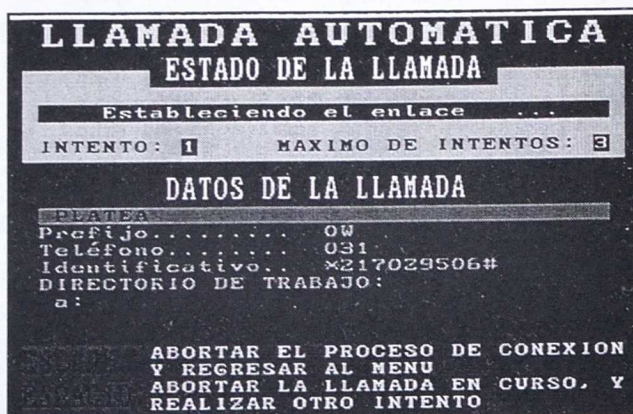 LLAMADA AUTOMATICA
ESTADO DE LA LLAMADA
Estableciendo el enlace ...
INTENTO: 1 MAXIMO DE INTENTOS: 3
DATOS DE LA LLAMADA
PLATEA
Prefijo......... OW
Teléfono........ 031
Identificativo.. *217029506#
DIRECTORIO DE TRABAJO:
a:
ABORTAR EL PROCESO DE CONEXION
Y REGRESAR AL MENU
ABORTAR LA LLAMADA EN CURSO, Y
REALIZAR OTRO INTENTO